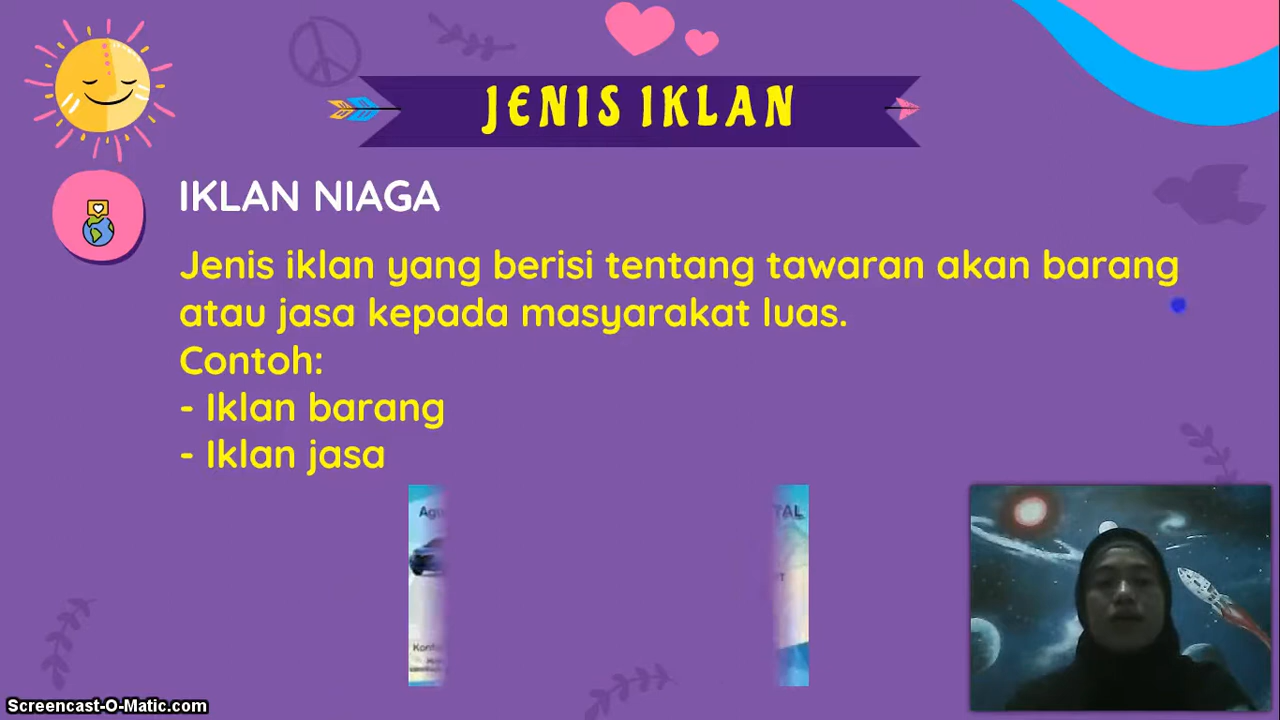 JENIS IKLAN
IKLAN NIAGA
Jenis iklan yang berisi tentang tawaran akan barang
atau jasa kepada masyarakat luas.
Contoh:
- Iklan barang
- Iklan jasa
Screencast-O-Matic.com